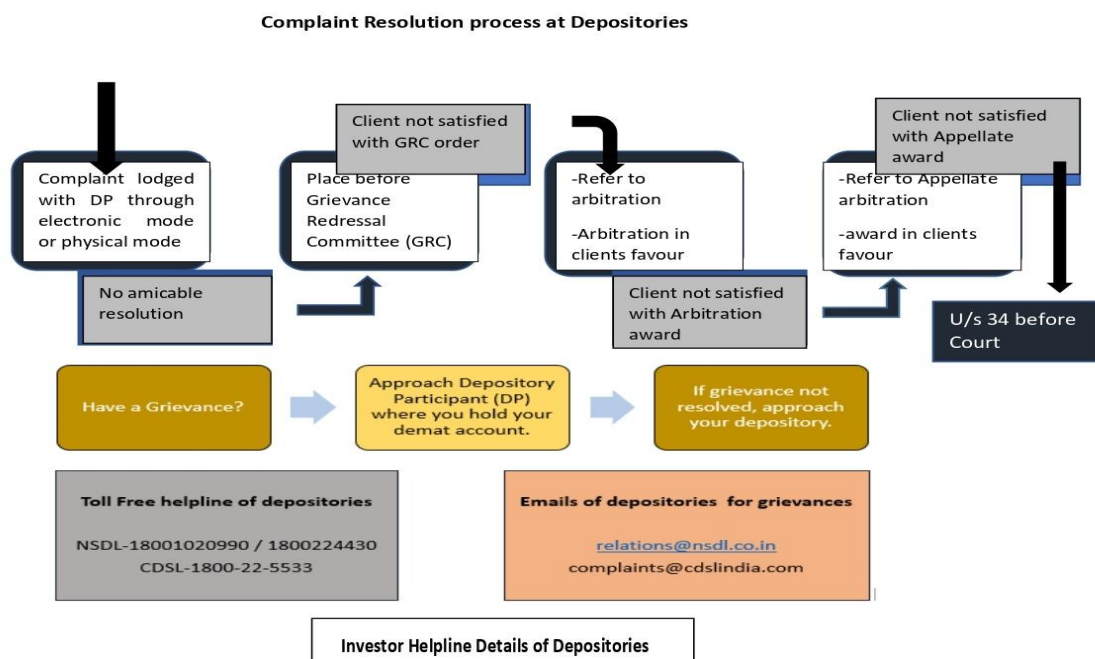 Complaint Resolution process at Depositories
Client not satisfied
with GRC order
Client not satisfied
with Appellate
award
Complaint lodged
with DP through
electronic mode
or physical mode
Place before
Grievance
Redressal
Committee (GRC)
-Refer to
arbitration
-Arbitration in
clients favour
-Refer to Appellate
arbitration
-award in clients
favour
No amicable
resolution
Client not satisfied
with Arbitration
award
U/s 34 before
Court
Have a Grievance?
Approach Depository
Participant (DP)
where you hold your
demat account.
If grievance not
resolved, approach
your depository.
Toll Free helpline of depositories
NSDL-18001020990 / 1800224430
CDSL-1800-22-5533
Emails of depositories for grievances
relations@nsdl.co.in
complaints@cdslindia.com
Investor Helpline Details of Depositories